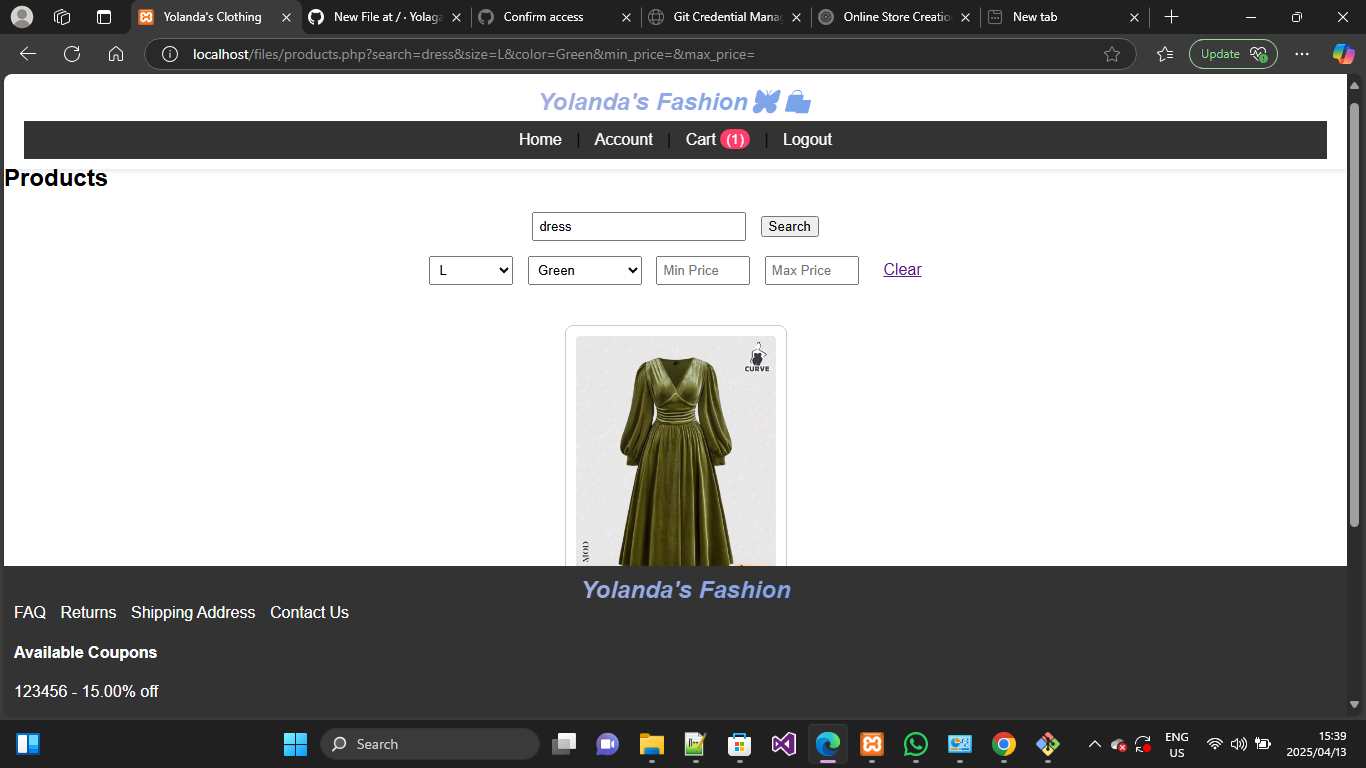 Yolanda's Clothing
New File at / · Yolaga
Confirm access
Git Credential Mana
Online Store Creatio
New tab
localhost/files/products.php?search=dress&size=L&color=Green&min_price=&max_price=
Update
Yolanda's Fashion
Home | Account | Cart (1) | Logout
Products
dress Search
L Green Min Price Max Price Clear
CURVE
MOD
Yolanda's Fashion
FAQ Returns Shipping Address Contact Us
Available Coupons
123456 - 15.00% off
Search
ENG
US
15:39
2025/04/13